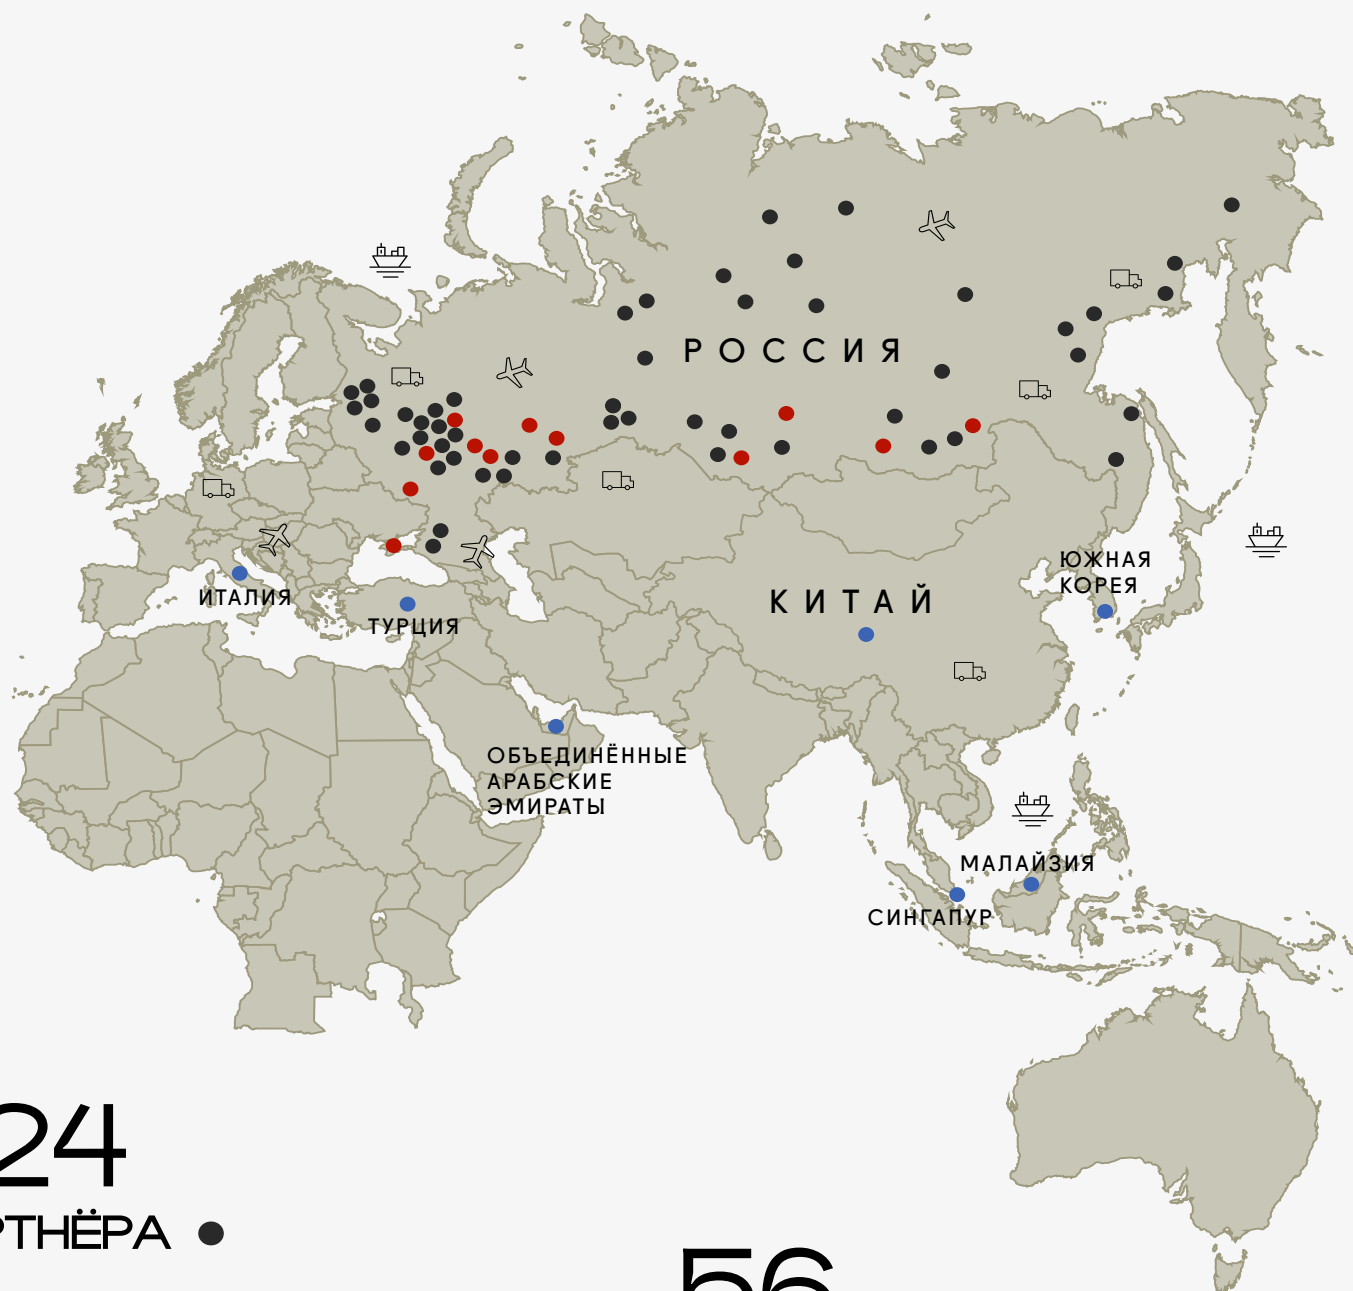 РОССИЯ
ЮЖНАЯ
КОРЕЯ
ИТАЛИЯ
КИТАЙ
ТУРЦИЯ
ОБЪЕДИНЁННЫЕ
АРАБСКИЕ
ЭМИРАТЫ
МАЛАЙЗИЯ
СИНГАПУР
24
РТНЁРА
56